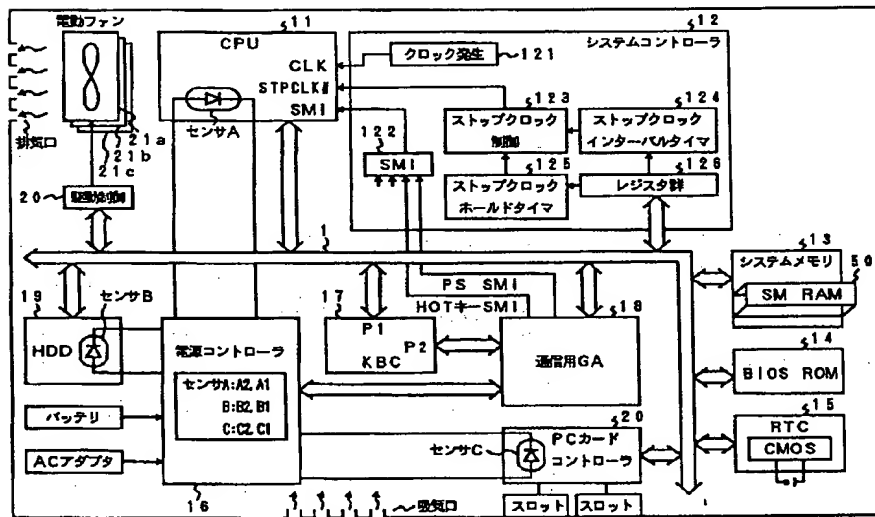 電動ファン
21a
21b
21c
排気口
20
駆動制御
11
CPU
CLK
STPCLK#
SMI
センサA
12
システムコントローラ
クロック発生
121
122
SMI
123
ストップクロック
制御
124
ストップクロック
インターバルタイマ
125
ストップクロック
ホールドタイマ
126
レジスタ群
1
PS SMI
HOTキーSMI
13
システムメモリ
50
SM RAM
14
BIOS ROM
15
RTC
CMOS
19
センサB
HDD
バッテリ
ACアダプタ
電源コントローラ
センサA:A2,A1
B:B2,B1
C:C2,C1
16
17
P1
P2
KBC
18
通信用GA
20
センサC
PCカード
コントローラ
スロット
スロット
吸気口